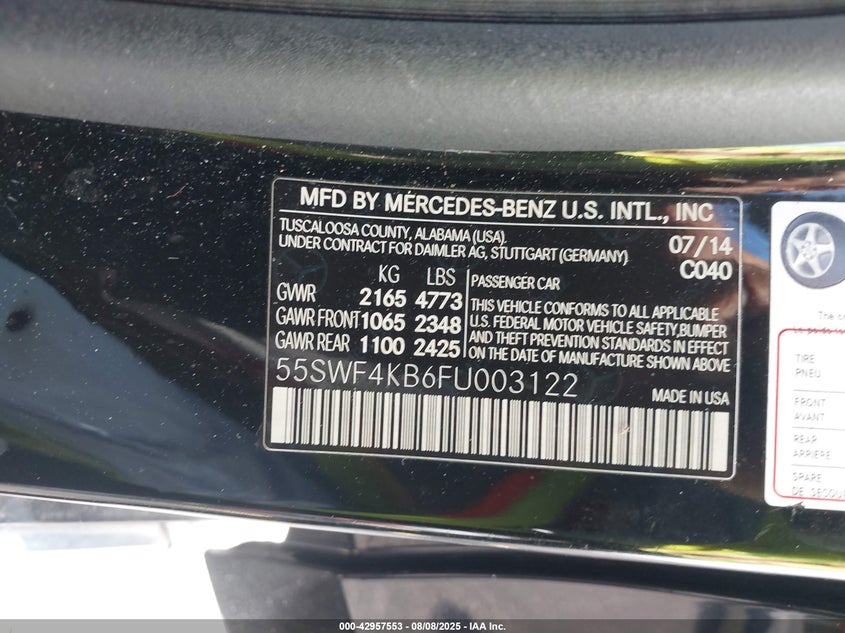 MFD BY MERCEDES-BENZ U.S. INTL., INC
TUSCALOOSA COUNTY, ALABAMA (USA).
UNDER CONTRACT FOR DAIMLER AG, STUTTGART (GERMANY)
07/14
C040
KG LBS
GVWR 2165 4773
GAWR FRONT 1065 2348
GAWR REAR 1100 2425
PASSENGER CAR
THIS VEHICLE CONFORMS TO ALL APPLICABLE
U.S. FEDERAL MOTOR VEHICLE SAFETY, BUMPER
AND THEFT PREVENTION STANDARDS IN EFFECT
ON THE DATE OF MANUFACTURE SHOWN ABOVE
55SWF4KB6FU003122
MADE IN USA
The
TIRE
PNEU
FRONT
AVANT
REAR
ARRIERE
SPARE
DE
000-42957553 - 08/08/2025 - IAA Inc.